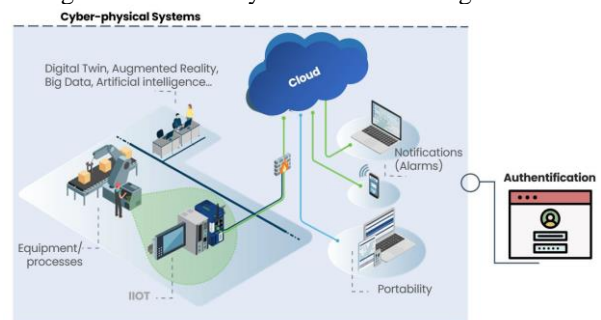 Cyber-physical Systems
Digital Twin, Augmented Reality,
Big Data, Artificial intelligence...
Cloud
Notifications
(Alarms)
Authentification
Equipment/
processes
IIOT
Portability